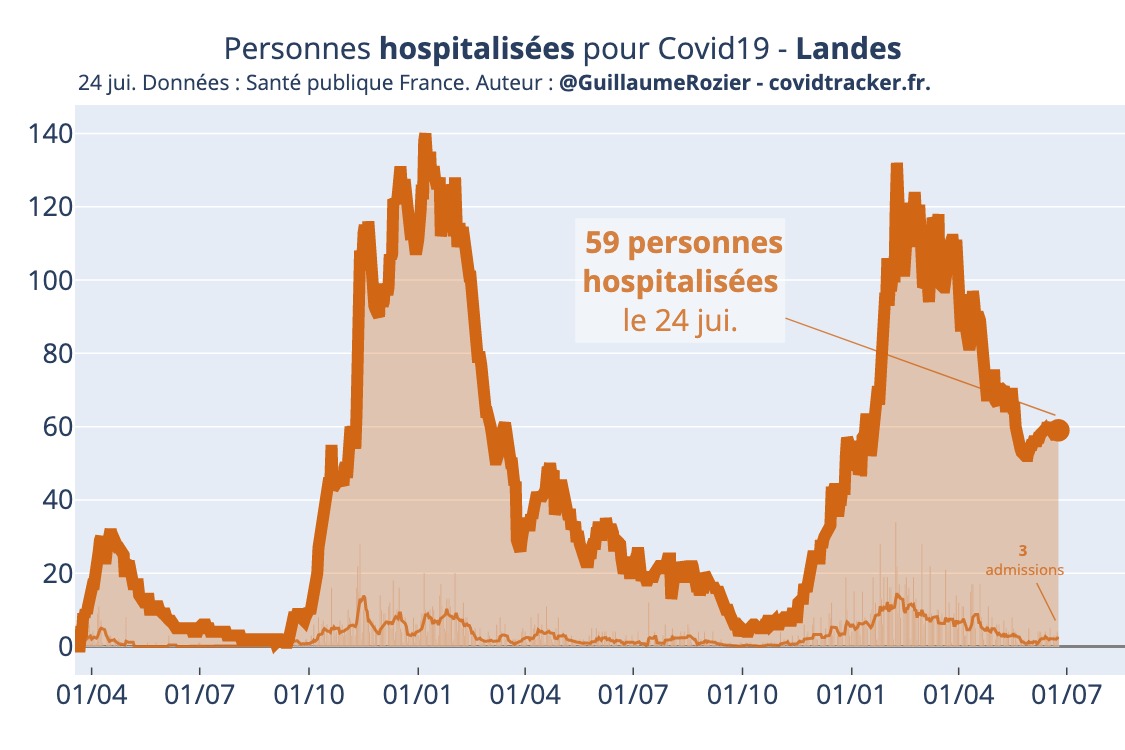 Personnes hospitalisées pour Covid19 - Landes
24 jui. Données : Santé publique France. Auteur : @GuillaumeRozier - covidtracker.fr.
140
120
100
80
60
40
20
0
59 personnes
hospitalisées
le 24 jui.
3
admissions
01/04 01/07 01/10 01/01 01/04 01/07 01/10 01/01 01/04 01/07